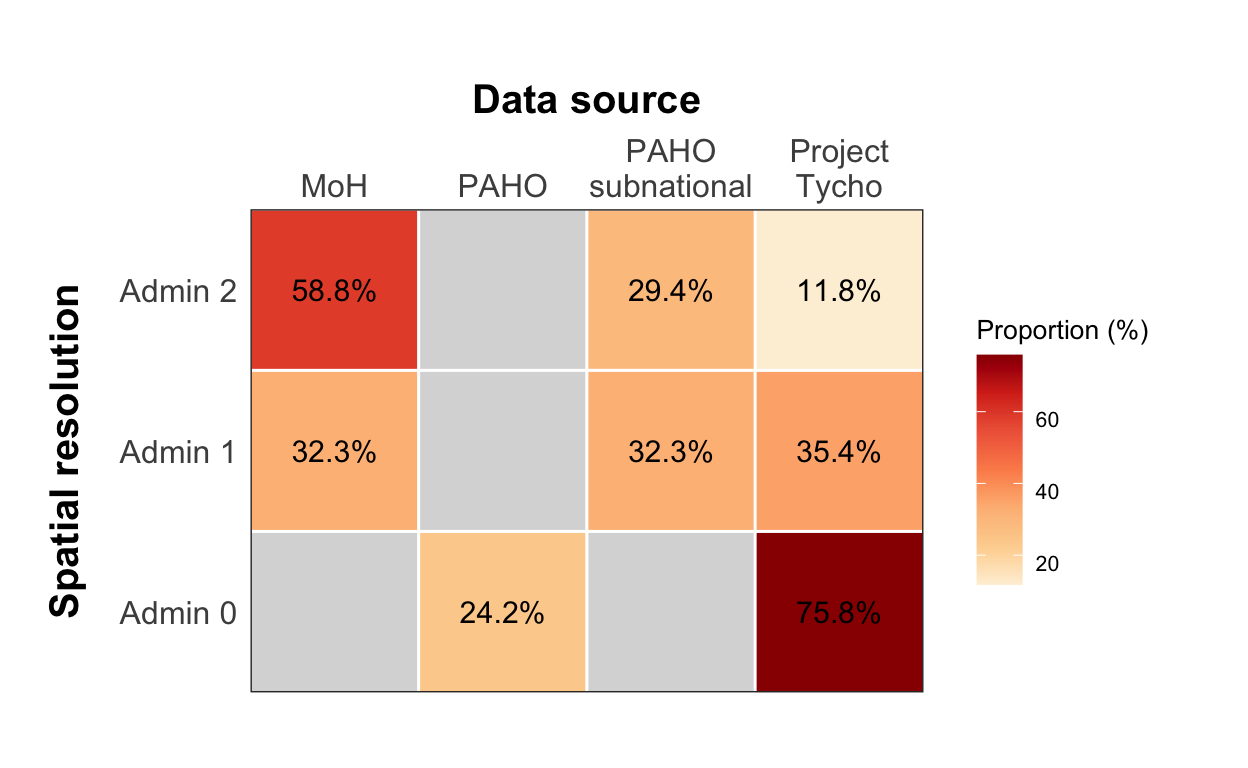 Data source
MoH
PAHO
PAHO
subnational
Project
Tycho
Spatial resolution
Admin 2
58.8%
29.4%
11.8%
Admin 1
32.3%
32.3%
35.4%
Admin 0
24.2%
75.8%
Proportion (%)
60
40
20